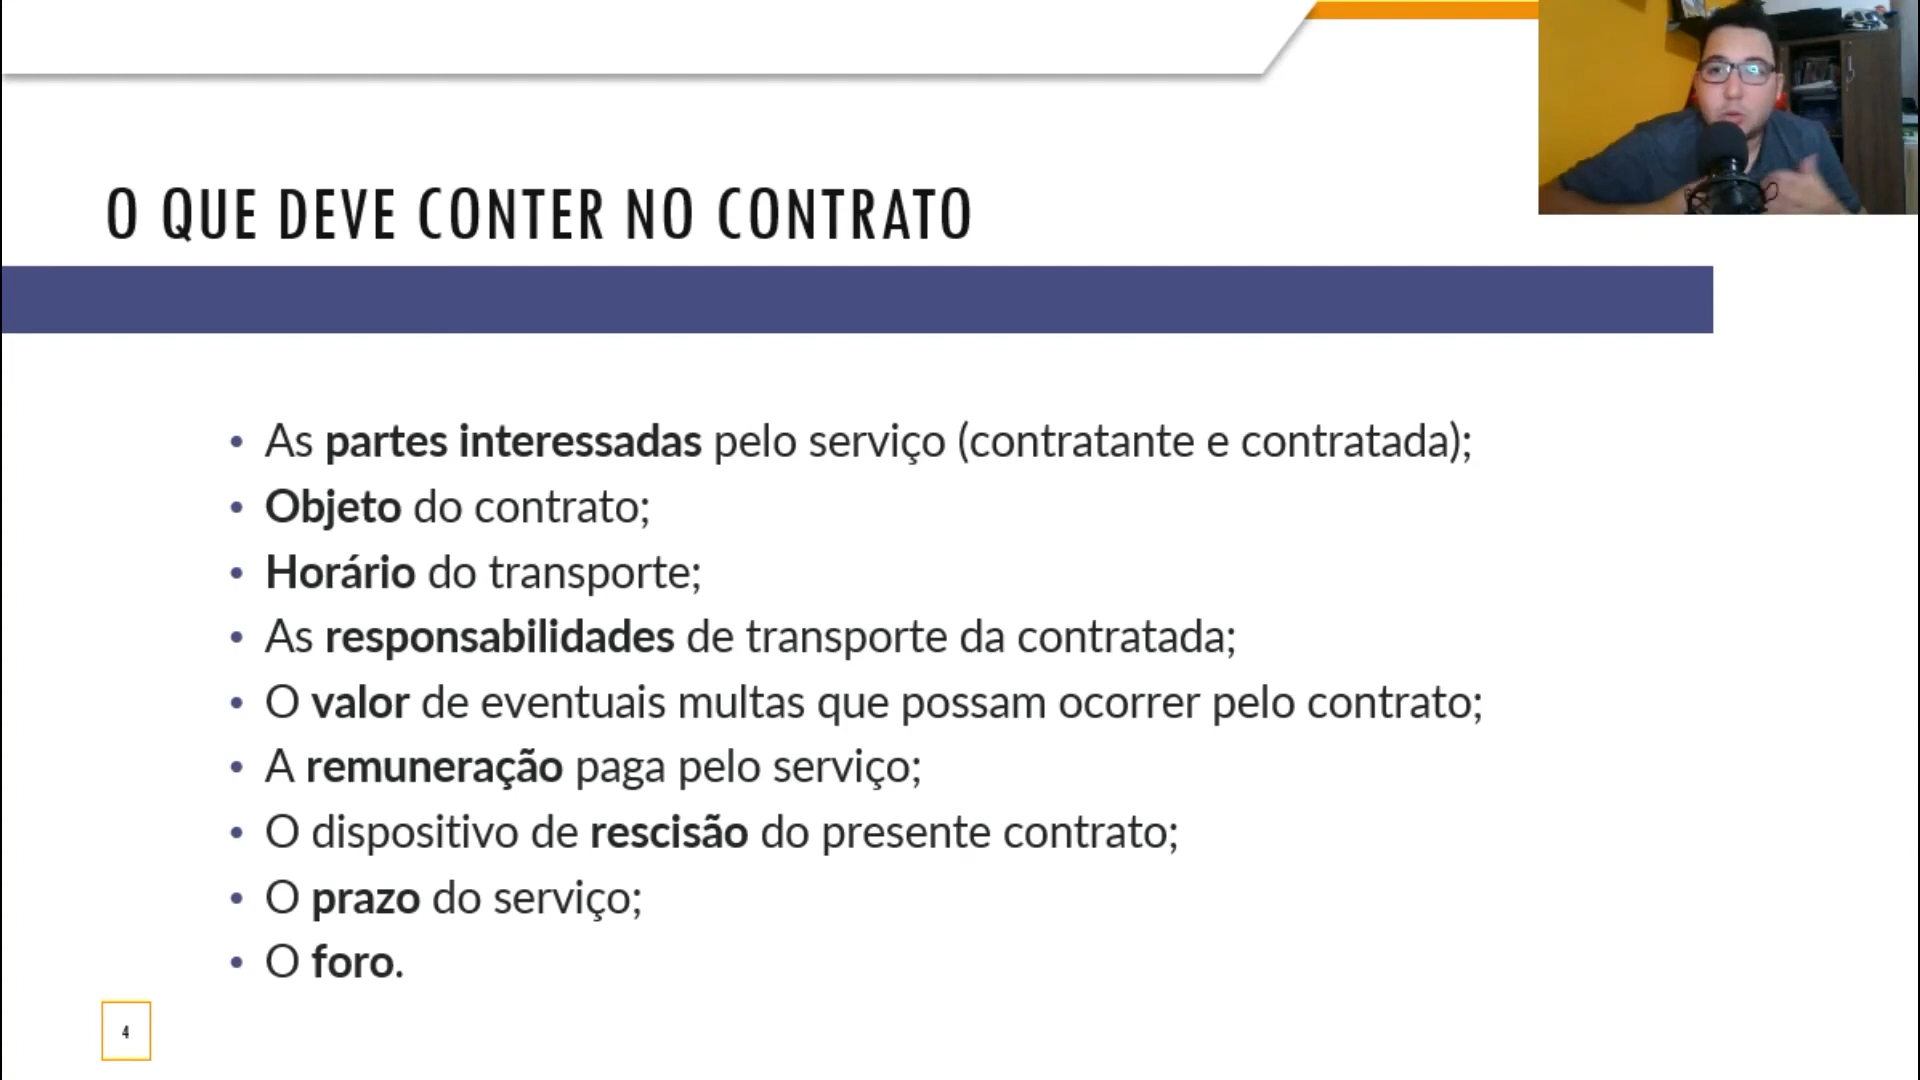 O QUE DEVE CONTER NO CONTRATO
• As partes interessadas pelo serviço (contratante e contratada);
• Objeto do contrato;
• Horário do transporte;
• As responsabilidades de transporte da contratada;
• O valor de eventuais multas que possam ocorrer pelo contrato;
• A remuneração paga pelo serviço;
• O dispositivo de rescisão do presente contrato;
• O prazo do serviço;
• O foro.
4